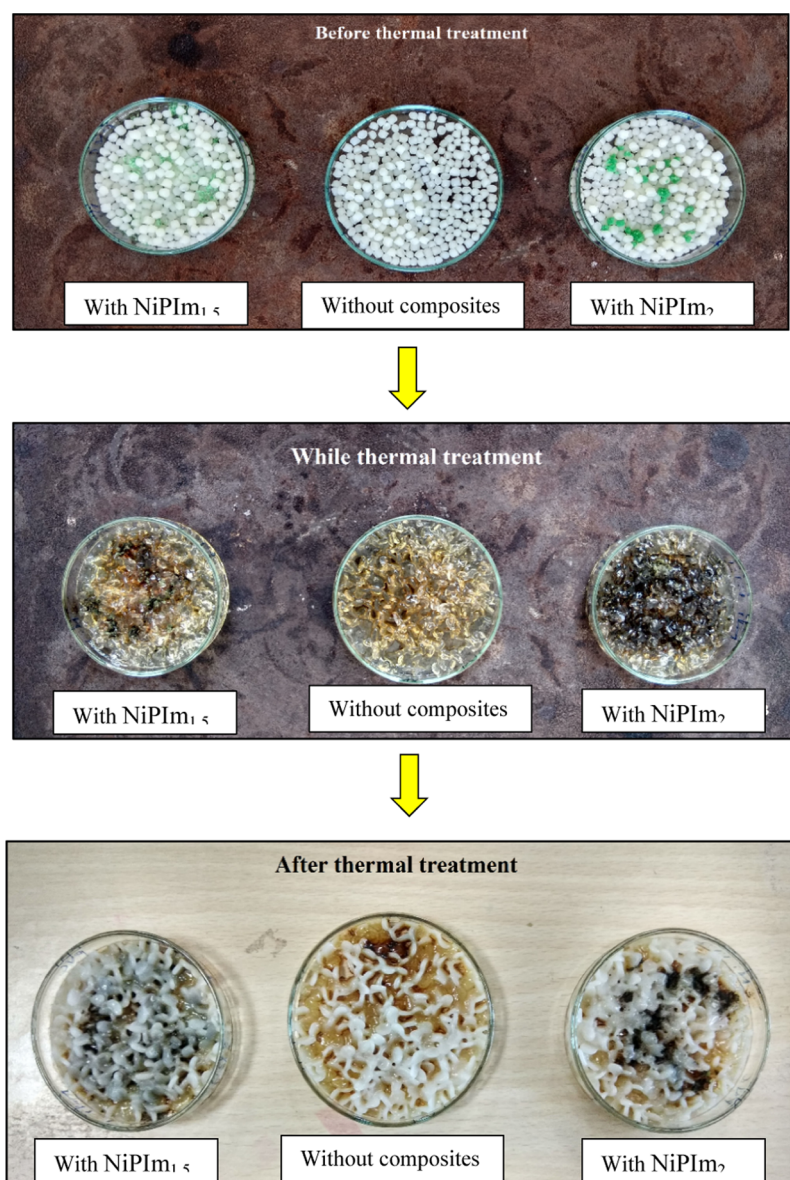 Before thermal treatment
With NiPIm₁.₅
Without composites
With NiPIm₂
While thermal treatment
With NiPIm₁.₅
Without composites
With NiPIm₂
After thermal treatment
With NiPIm₁.₅
Without composites
With NiPIm₂